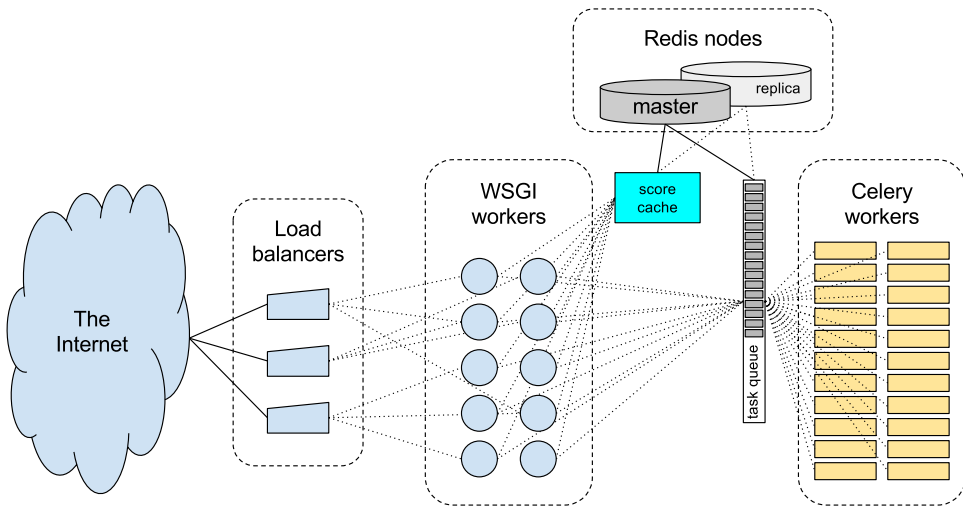 Redis nodes
replica
master
WSGI
workers
score
cache
Celery
workers
Load
balancers
The
Internet
task queue